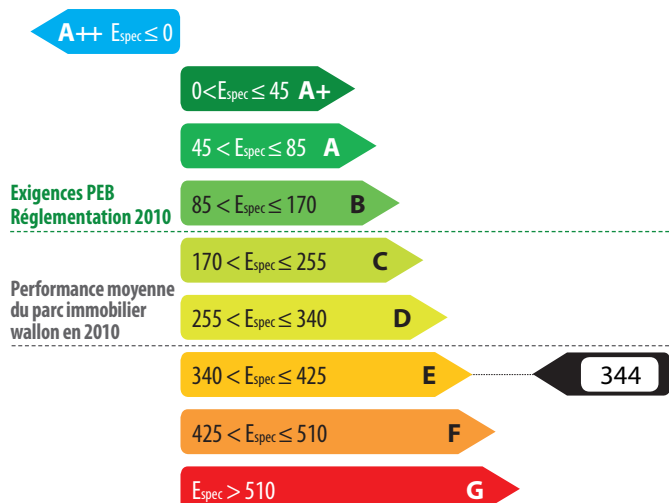 A++ Espec ≤ 0
0<Espec ≤ 45 A+
45 < Espec ≤ 85 A
Exigences PEB
Réglementation 2010
85 < Espec ≤ 170 B
170 < Espec ≤ 255 C
Performance moyenne
du parc immobilier
wallon en 2010
255 < Espec ≤ 340 D
340 < Espec ≤ 425 E
344
425 < Espec ≤ 510 F
Espec > 510 G